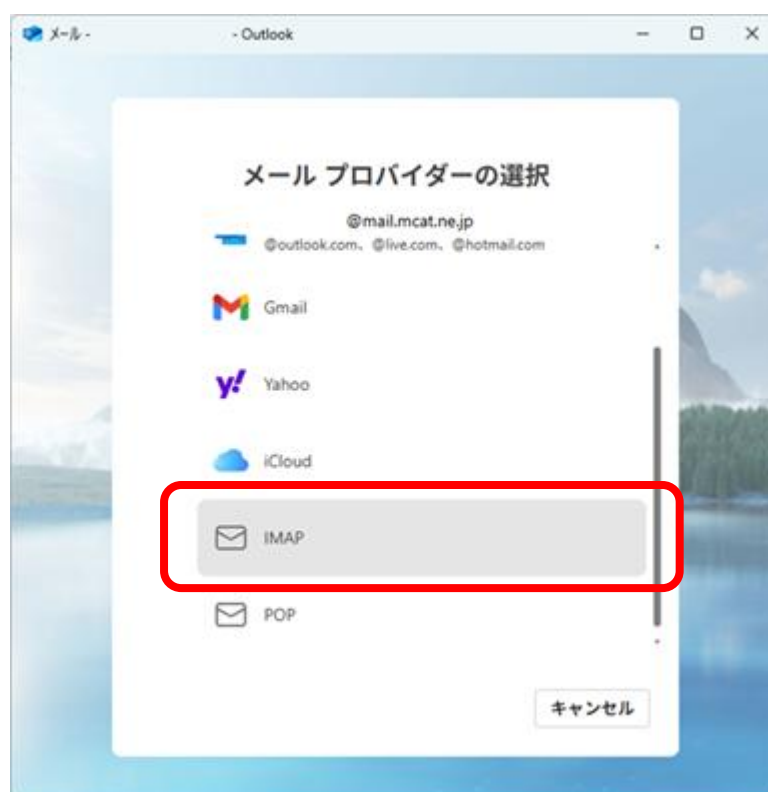 メール - - Outlook
メール プロバイダーの選択
@mail.mcat.ne.jp
@outlook.com、@live.com、@hotmail.com
Gmail
Yahoo
iCloud
IMAP
POP
キャンセル